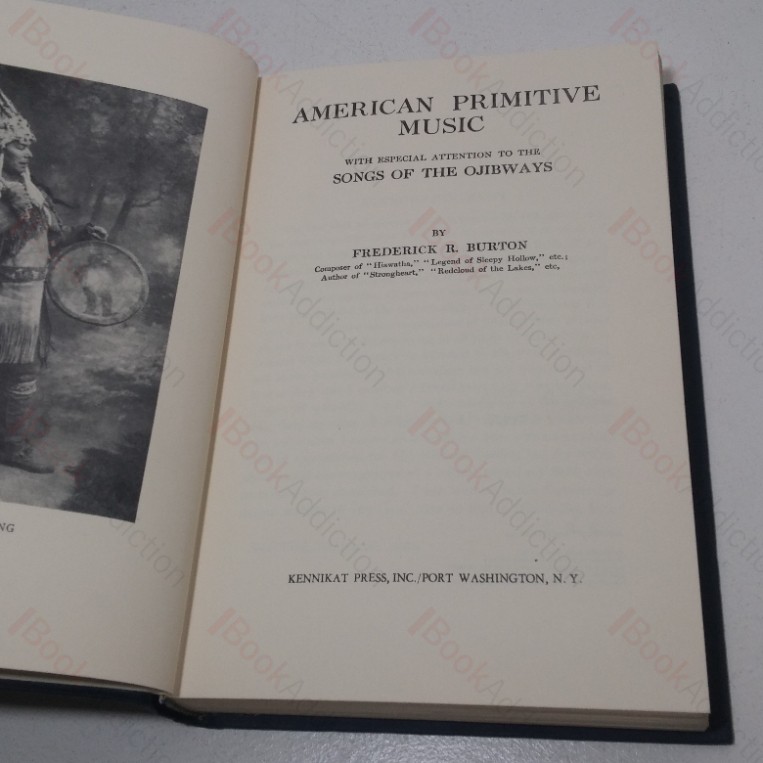 NG
AMERICAN PRIMITIVE
MUSIC
WITH ESPECIAL ATTENTION TO THE
SONGS OF THE OJIBWAYS
BY
FREDERICK R. BURTON
Composer of "Hiawatha," "Legend of Sleepy Hollow," etc.;
Author of "Strongheart," "Redcloud of the Lakes," etc.
KENNIKAT PRESS, INC./PORT WASHINGTON, N. Y.
BookAddiction